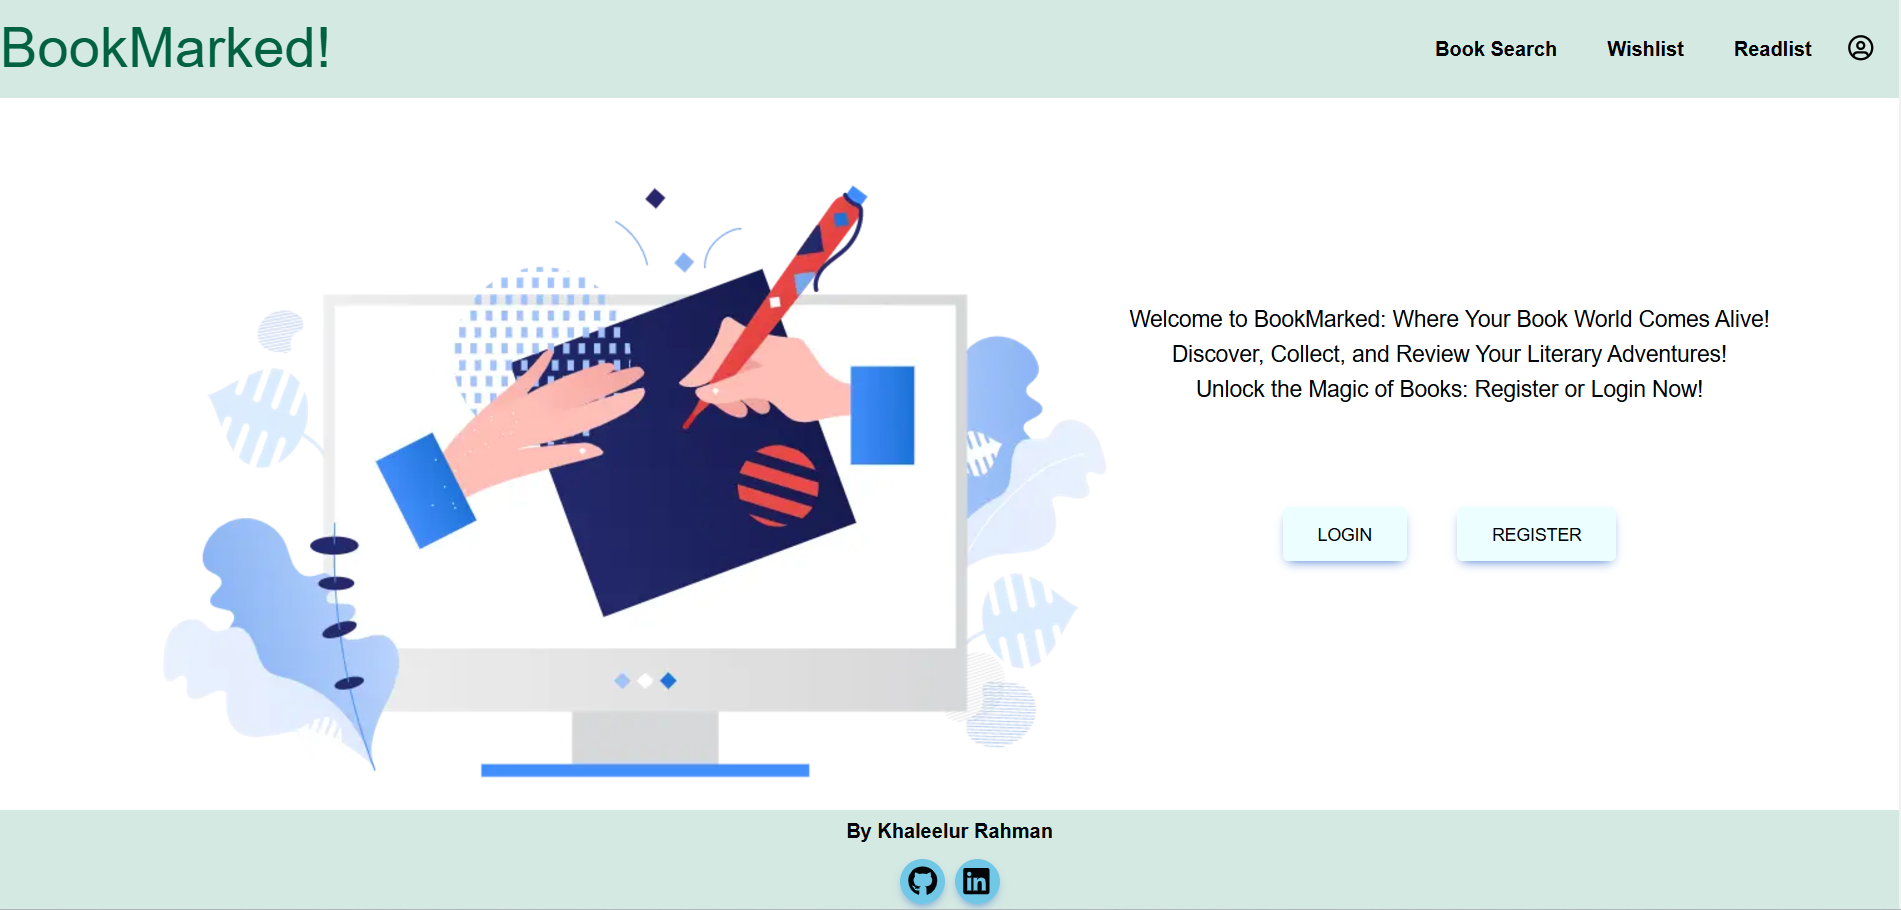 BookMarked!
Book Search
Wishlist
Readlist
Welcome to BookMarked: Where Your Book World Comes Alive!
Discover, Collect, and Review Your Literary Adventures!
Unlock the Magic of Books: Register or Login Now!
LOGIN
REGISTER
By Khaleelur Rahman
in